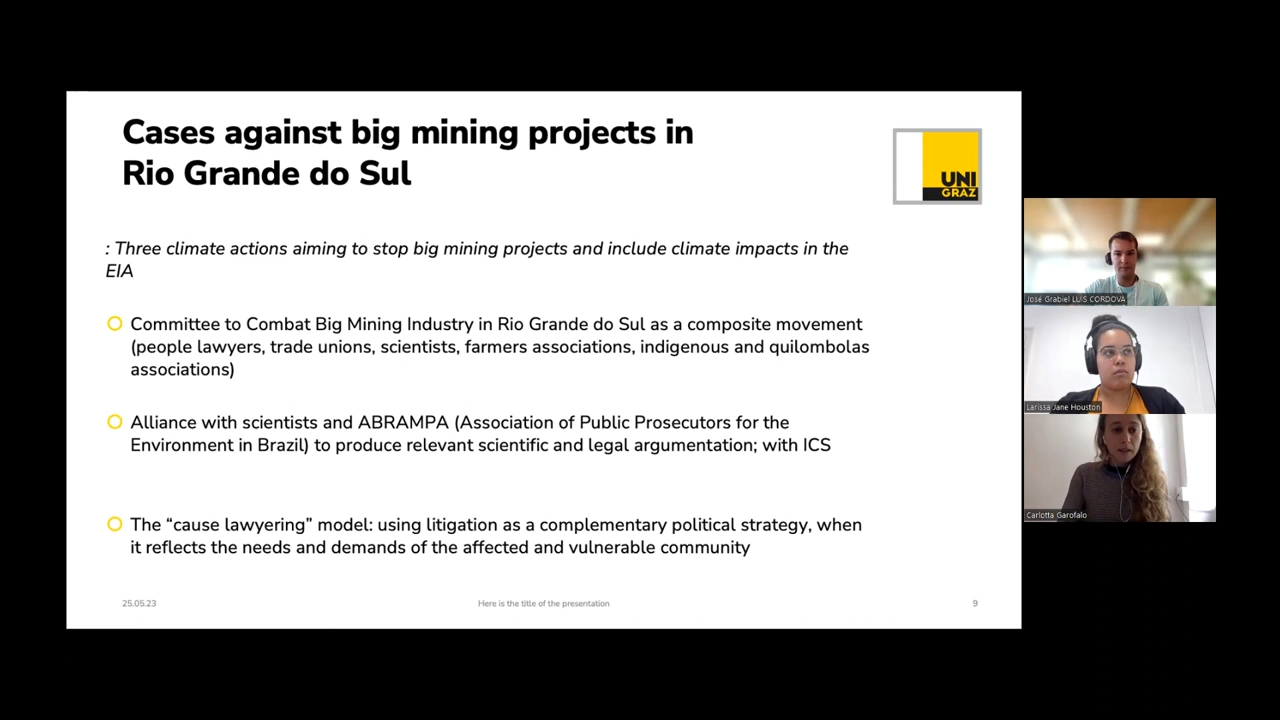 Cases against big mining projects in
Rio Grande do Sul
UNI
GRAZ
: Three climate actions aiming to stop big mining projects and include climate impacts in the
EIA
Committee to Combat Big Mining Industry in Rio Grande do Sul as a composite movement
(people lawyers, trade unions, scientists, farmers associations, indigenous and quilombolas
associations)
Alliance with scientists and ABRAMPA (Association of Public Prosecutors for the
Environment in Brazil) to produce relevant scientific and legal argumentation; with ICS
The “cause lawyering” model: using litigation as a complementary political strategy, when
it reflects the needs and demands of the affected and vulnerable community
25.05.23
Here is the title of the presentation
9
José Grabiel LUIS CORDOVA
Larissa Jane Houston
Carlotta Garofalo